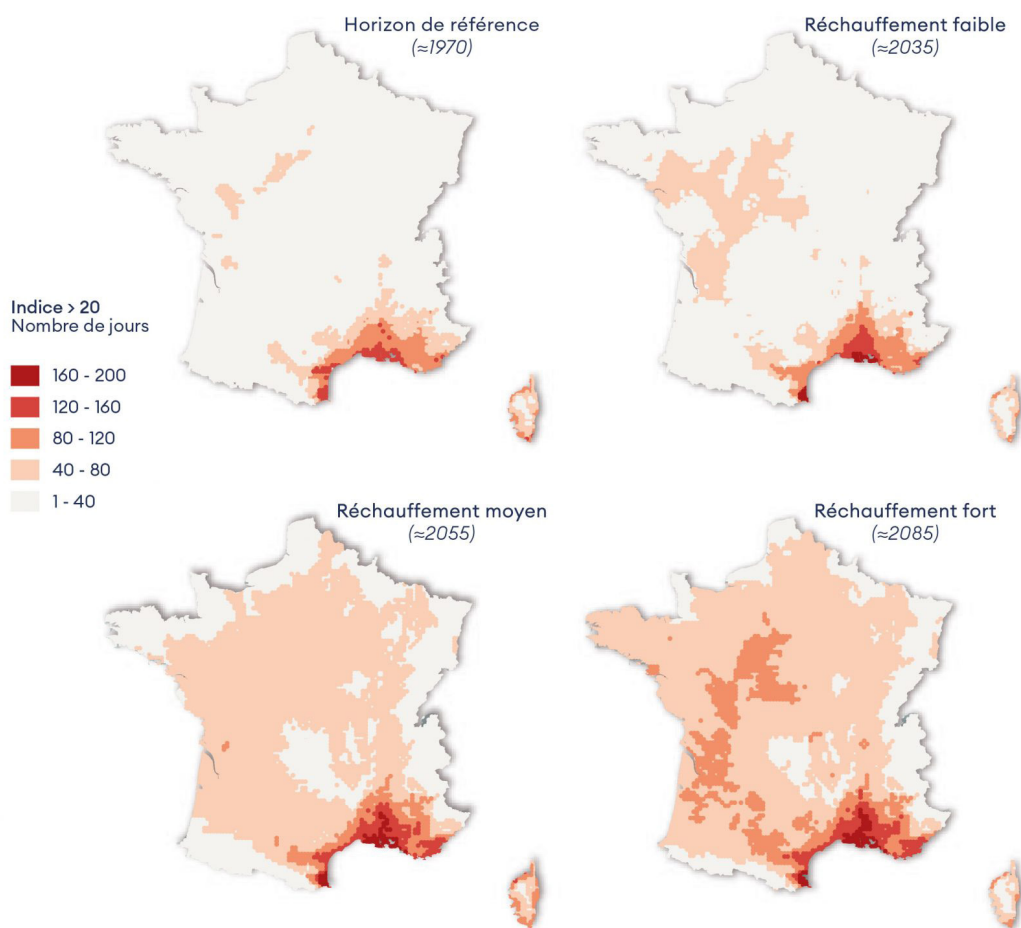 Horizon de référence
(≈1970)
Réchauffement faible
(≈2035)
Indice > 20
Nombre de jours
160 - 200
120 - 160
80 - 120
40 - 80
1 - 40
Réchauffement moyen
(≈2055)
Réchauffement fort
(≈2085)